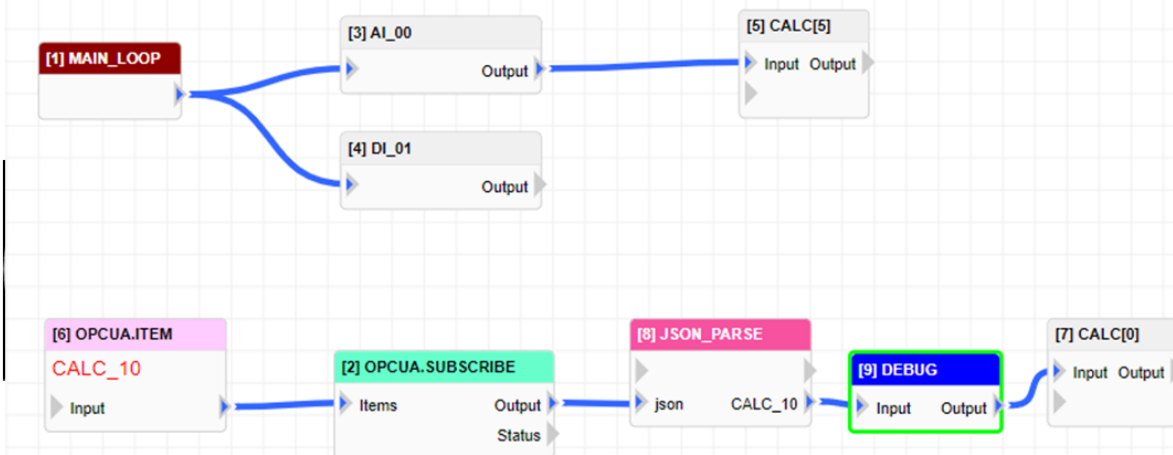 [1] MAIN_LOOP
[3] AI_00
Output
[5] CALC[5]
Input Output
[4] DI_01
Output
[6] OPCUA.ITEM
CALC_10
Input
[2] OPCUA.SUBSCRIBE
Items Output
Status
[8] JSON_PARSE
json CALC_10
[9] DEBUG
Input Output
[7] CALC[0]
Input Output